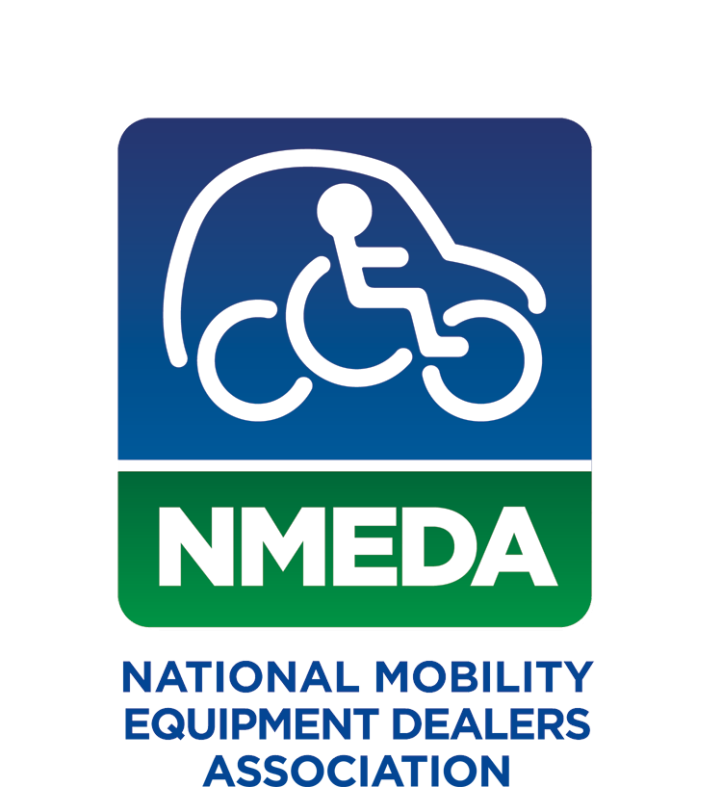 NMEDA
NATIONAL MOBILITY
EQUIPMENT DEALERS
ASSOCIATION